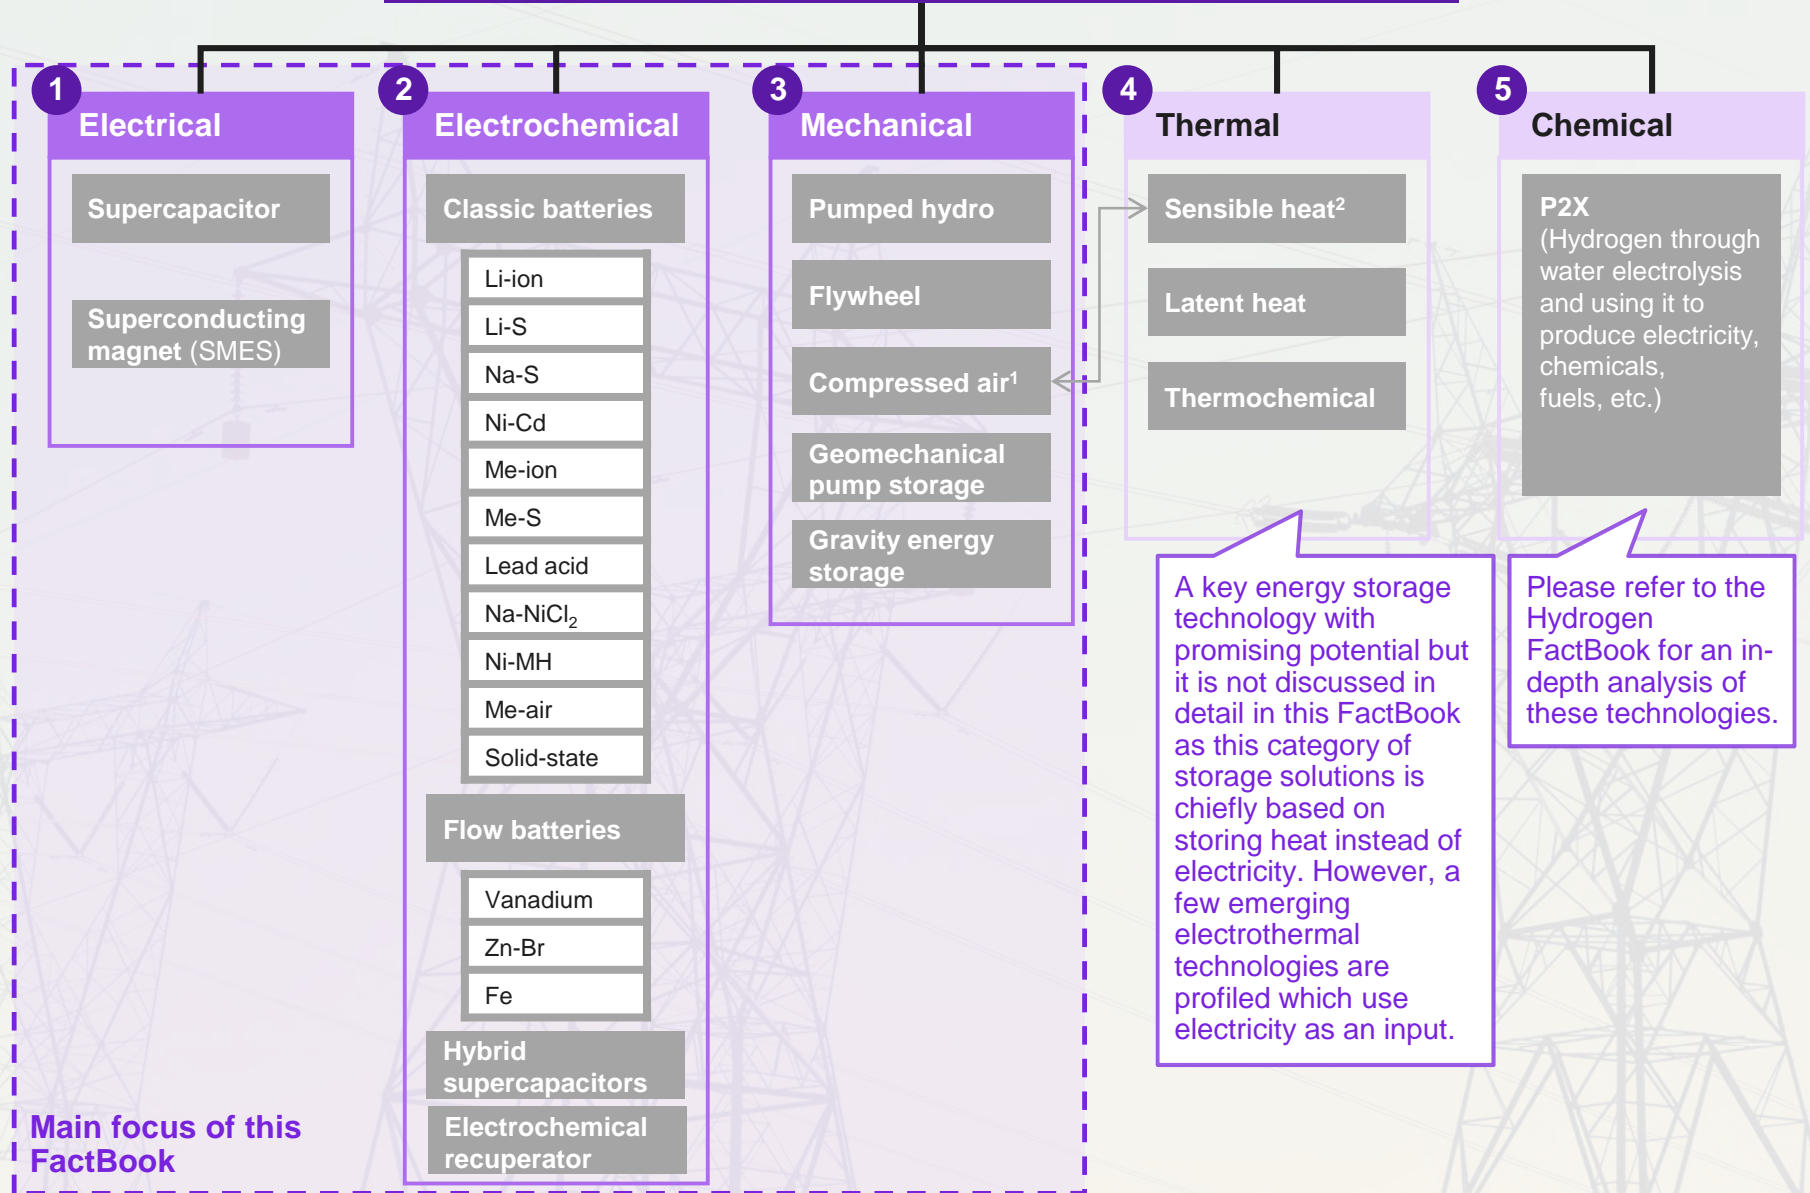 1
Electrical
Supercapacitor
Superconducting
magnet (SMES)
2
Electrochemical
Classic batteries
Li-ion
Li-S
Na-S
Ni-Cd
Me-ion
Me-S
Lead acid
Na-NiCl₂
Ni-MH
Me-air
Solid-state
Flow batteries
Vanadium
Zn-Br
Fe
Hybrid
supercapacitors
Electrochemical
recuperator
3
Mechanical
Pumped hydro
Flywheel
Compressed air¹
Geomechanical
pump storage
Gravity energy
storage
4
Thermal
Sensible heat²
Latent heat
Thermochemical
A key energy storage
technology with
promising potential but
it is not discussed in
detail in this FactBook
as this category of
storage solutions is
chiefly based on
storing heat instead of
electricity. However, a
few emerging
electrothermal
technologies are
profiled which use
electricity as an input.
5
Chemical
P2X
(Hydrogen through
water electrolysis
and using it to
produce electricity,
chemicals,
fuels, etc.)
Please refer to the
Hydrogen
FactBook for an in-
depth analysis of
these technologies.
Main focus of this
FactBook